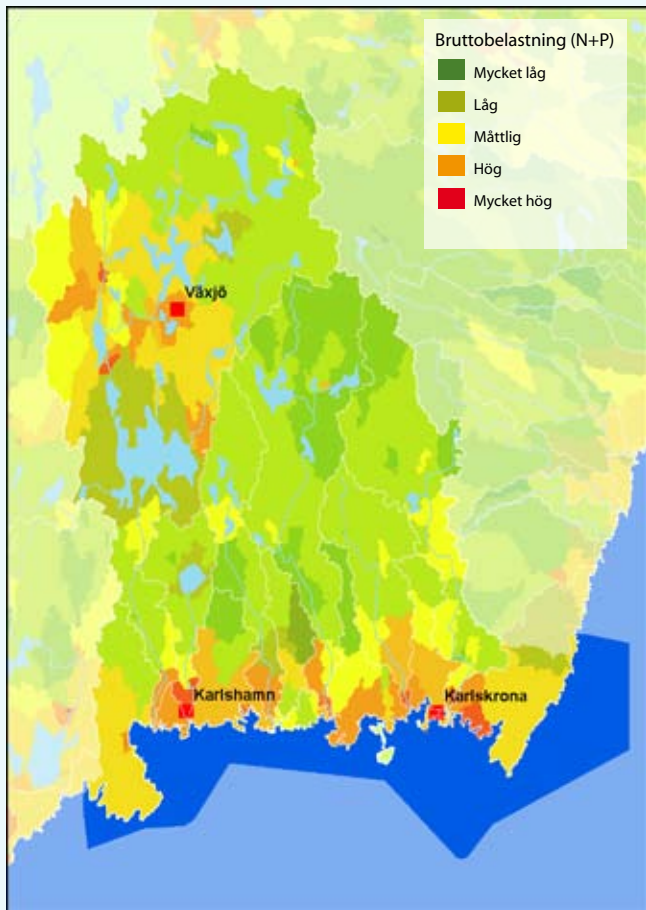 Bruttobelastning (N+P)
Mycket låg
Låg
Måttlig
Hög
Mycket hög
Växjö
Karlshamn
Karlskrona